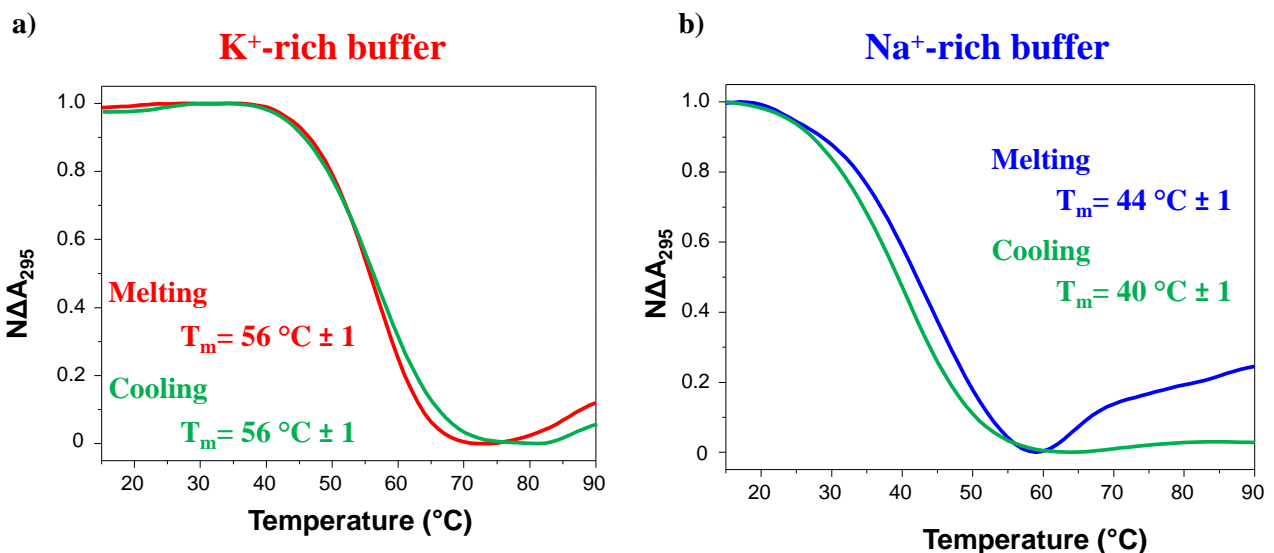 a)
K⁺-rich buffer
NΔA₂₉₅
1.0
0.8
0.6
0.4
0.2
0
Melting
Tₘ= 56 °C ± 1
Cooling
Tₘ= 56 °C ± 1
20 30 40 50 60 70 80 90
Temperature (°C)
b)
Na⁺-rich buffer
NΔA₂₉₅
1.0
0.8
0.6
0.4
0.2
0
Melting
Tₘ= 44 °C ± 1
Cooling
Tₘ= 40 °C ± 1
20 30 40 50 60 70 80 90
Temperature (°C)